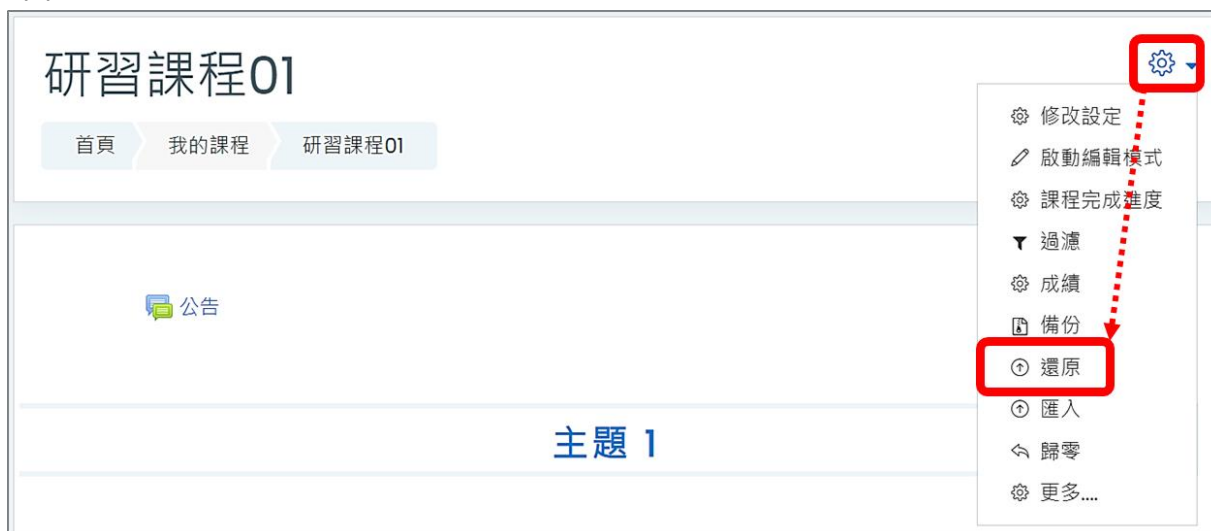 研習課程01
首頁 我的課程 研習課程01
修改設定
啟動編輯模式
課程完成進度
過濾
成績
備份
還原
匯入
歸零
更多....
公告
主題 1